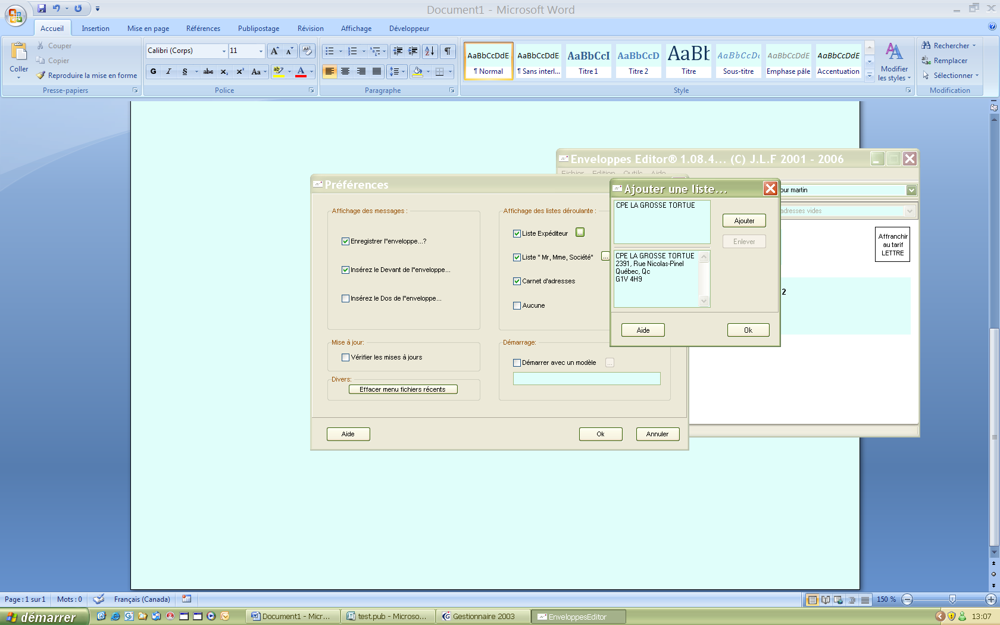 Document1 - Microsoft Word
Accueil Insertion Mise en page Références Publipostage Révision Affichage Développeur
Coller
Couper
Copier
Reproduire la mise en forme
Presse-papiers
Calibri (Corps) 11
G I S abc x₂ x² Aa
Police
Paragraphe
AaBbCcDdE AaBbCcDdE AaBbCcI AaBbCcD AaBb AaBbCcDc AaBbCcDdE AaBbCcDdE
¶ Normal ¶ Sans interl... Titre 1 Titre 2 Titre Sous-titre Emphase pâle Accentuation
Style
Modifier
les styles
Rechercher
Remplacer
Sélectionner
Modification
Enveloppes Editor® 1.08.4... (C) J.L.F 2001 - 2006
Fichier Edition Outils Aide
our martin
dresses vides
Affranchir
au tarif
LETTRE
2
Préférences
Affichage des messages :
Enregistrer l"enveloppe...?
Insérez le Devant de l"enveloppe...
Insérez le Dos de l"enveloppe...
Affichage des listes déroulante :
Liste Expéditeur ...
Liste " Mr, Mme, Société" ...
Carnet d'adresses
Aucune
Mise à jour:
Vérifier les mises à jours
Divers:
Effacer menu fichiers récents
Démarrage:
Démarrer avec un modèle ...
Aide Ok Annuler
Ajouter une liste...
CPE LA GROSSE TORTUE
Ajouter
Enlever
CPE LA GROSSE TORTUE
2391, Rue Nicolas-Pinel
Québec, Qc
G1V 4H9
Aide Ok
Page : 1 sur 1 Mots : 0 Français (Canada) 150 %
démarrer Document1 - Micr... test.pub - Microso... Gestionnaire 2003 EnveloppesEditor 13:07